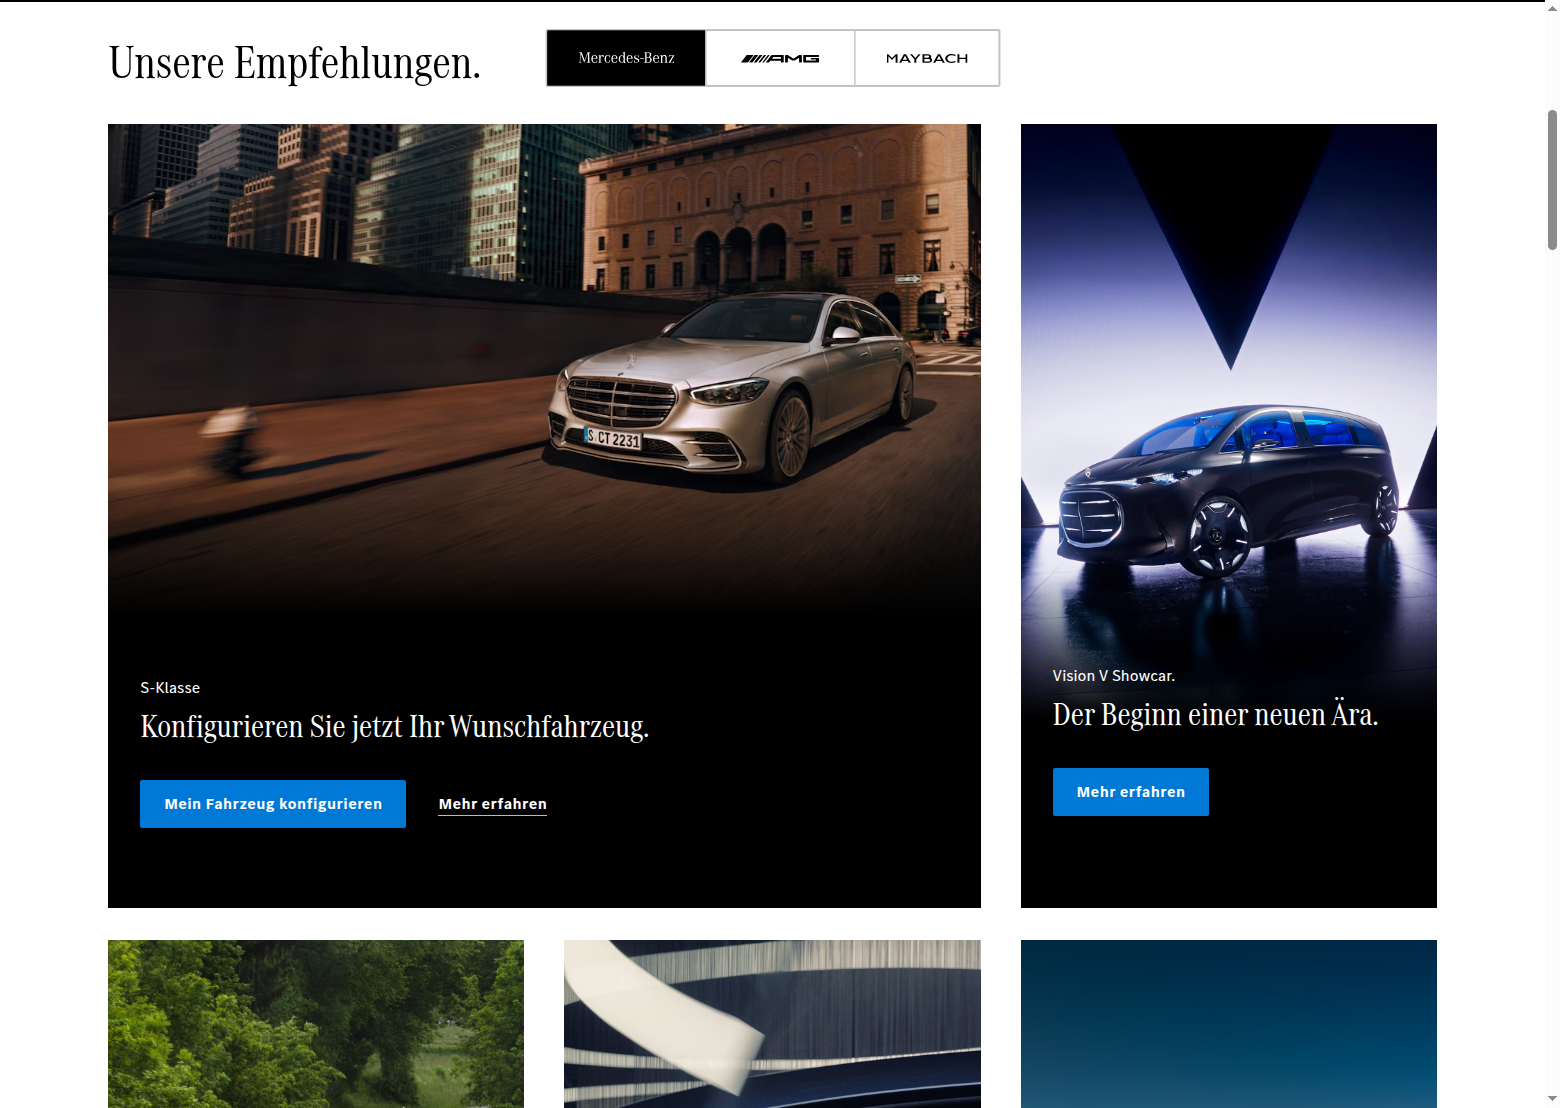 Unsere Empfehlungen.
Mercedes-Benz
AMG
MAYBACH
S CT 2231
S-Klasse
Konfigurieren Sie jetzt Ihr Wunschfahrzeug.
Mein Fahrzeug konfigurieren
Mehr erfahren
Vision V Showcar.
Der Beginn einer neuen Ära.
Mehr erfahren